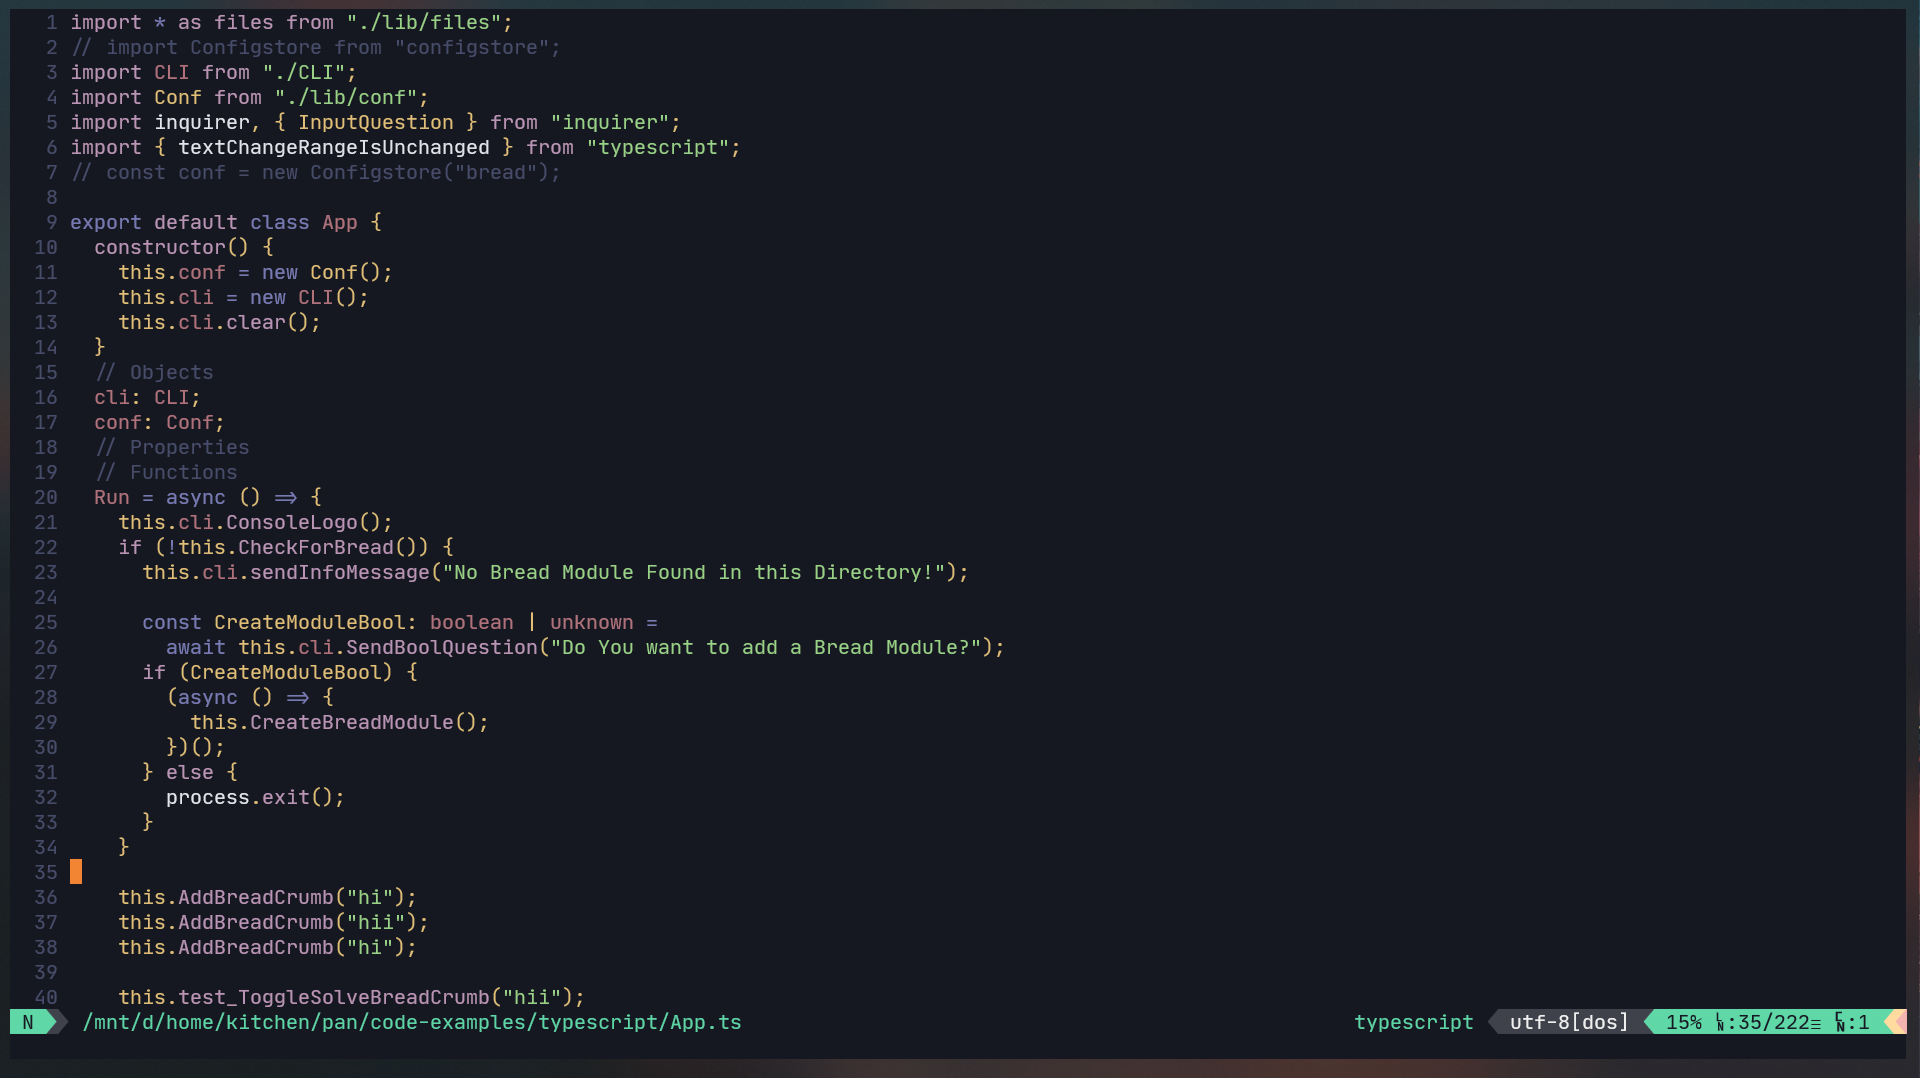 1 import * as files from "./lib/files";
2 // import Configstore from "configstore";
3 import CLI from "./CLI";
4 import Conf from "./lib/conf";
5 import inquirer, { InputQuestion } from "inquirer";
6 import { textChangeRangeIsUnchanged } from "typescript";
7 // const conf = new Configstore("bread");
8
9 export default class App {
10   constructor() {
11     this.conf = new Conf();
12     this.cli = new CLI();
13     this.cli.clear();
14   }
15   // Objects
16   cli: CLI;
17   conf: Conf;
18   // Properties
19   // Functions
20   Run = async () => {
21     this.cli.ConsoleLogo();
22     if (!this.CheckForBread()) {
23       this.cli.sendInfoMessage("No Bread Module Found in this Directory!");
24
25       const CreateModuleBool: boolean | unknown =
26         await this.cli.SendBoolQuestion("Do You want to add a Bread Module?");
27       if (CreateModuleBool) {
28         (async () => {
29           this.CreateBreadModule();
30         })();
31       } else {
32         process.exit();
33       }
34     }
35
36     this.AddBreadCrumb("hi");
37     this.AddBreadCrumb("hii");
38     this.AddBreadCrumb("hi");
39
40     this.test_ToggleSolveBreadCrumb("hii");
N /mnt/d/home/kitchen/pan/code-examples/typescript/App.ts typescript utf-8[dos] 15% ␊:35/222≡ ℅:1